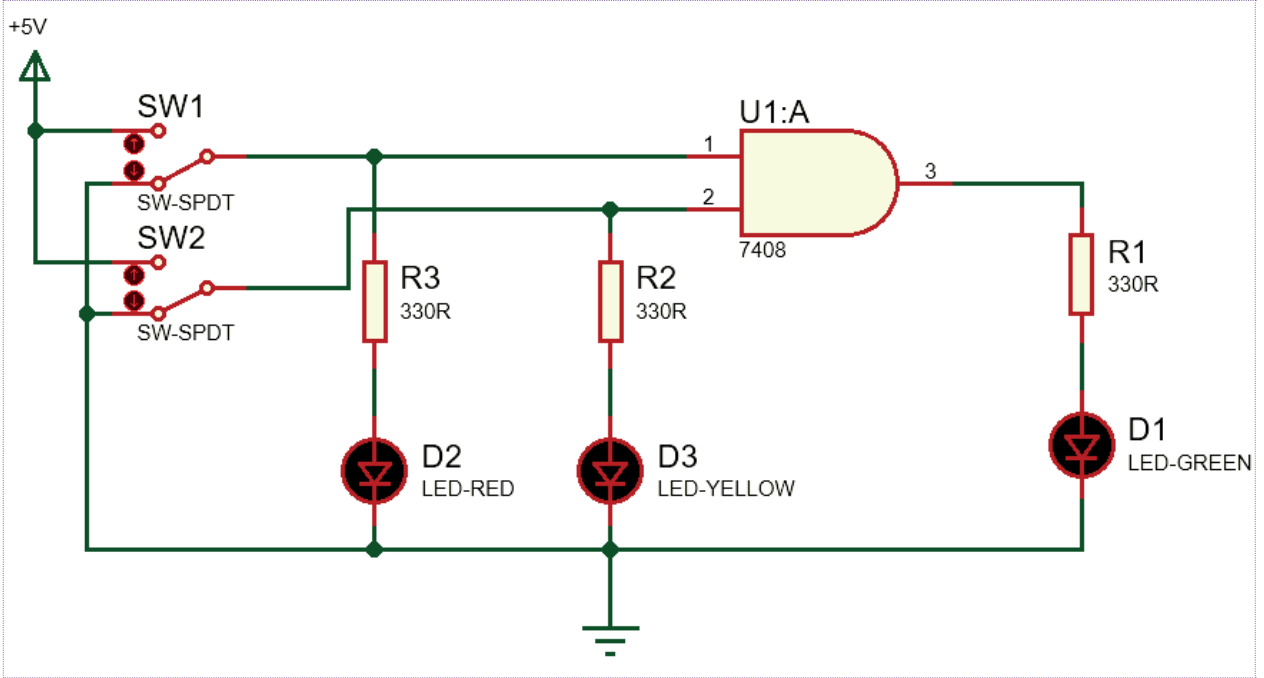 +5V
SW1
SW-SPDT
SW2
SW-SPDT
U1:A
1
2
3
7408
R3
330R
R2
330R
R1
330R
D2
LED-RED
D3
LED-YELLOW
D1
LED-GREEN